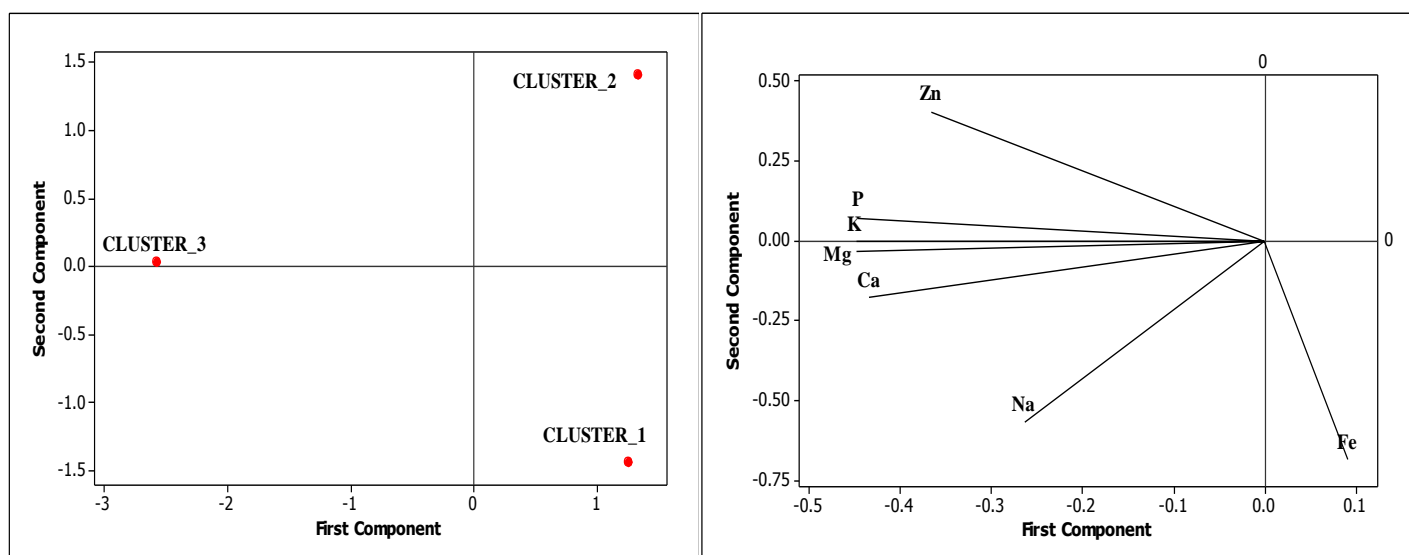 1.5
1.0
0.5
0.0
-0.5
-1.0
-1.5
Second Component
CLUSTER_2
CLUSTER_3
CLUSTER_1
-3
-2
-1
0
1
First Component
0
0.50
0.25
0.00
-0.25
-0.50
-0.75
Second Component
Zn
P
K
Mg
Ca
Na
Fe
0
-0.5
-0.4
-0.3
-0.2
-0.1
0.0
0.1
First Component